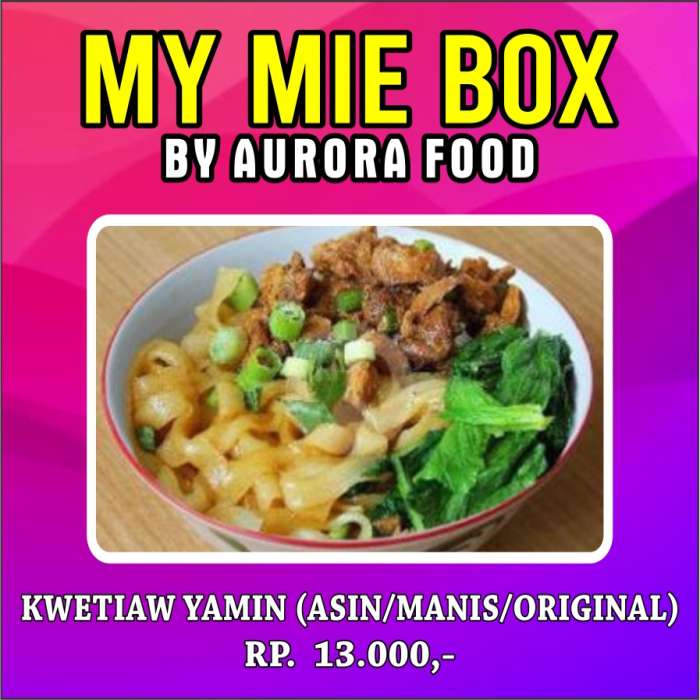 MY MIE BOX
BY AURORA FOOD
KWETIAW YAMIN (ASIN/MANIS/ORIGINAL)
RP. 13.000,-